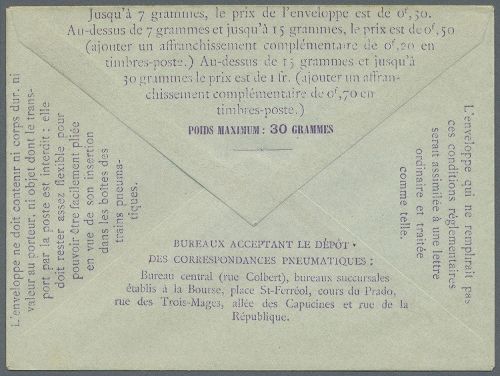 Jusqu'à 7 grammes, le prix de l'enveloppe est de 0f,30.
Au-dessus de 7 grammes et jusqu'à 15 grammes, le prix est de 0f,50
(ajouter un affranchissement complémentaire de 0f,20 en
timbres-poste.) Au-dessus de 15 grammes et jusqu'à
30 grammes le prix est de 1 fr. (ajouter un affran-
chissement complémentaire de 0f,70 en
timbres-poste.)
POIDS MAXIMUM : 30 GRAMMES
L'enveloppe ne doit contenir ni corps dur, ni
valeur au porteur, ni objet dont le trans-
port par la poste est interdit : elle
doit rester assez flexible pour
pouvoir être facilement pliée
en vue de son insertion
dans les boîtes des
trains pneuma-
tiques.
L'enveloppe qui ne remplirait pas
ces conditions réglementaires
serait assimilée à une lettre
ordinaire et traitée
comme telle.
BUREAUX ACCEPTANT LE DÉPÔT
DES CORRESPONDANCES PNEUMATIQUES :
Bureau central (rue Colbert), bureaux succursales
établis à la Bourse, place St-Ferréol, cours du Prado,
rue des Trois-Mages, allée des Capucines et rue de la
République.